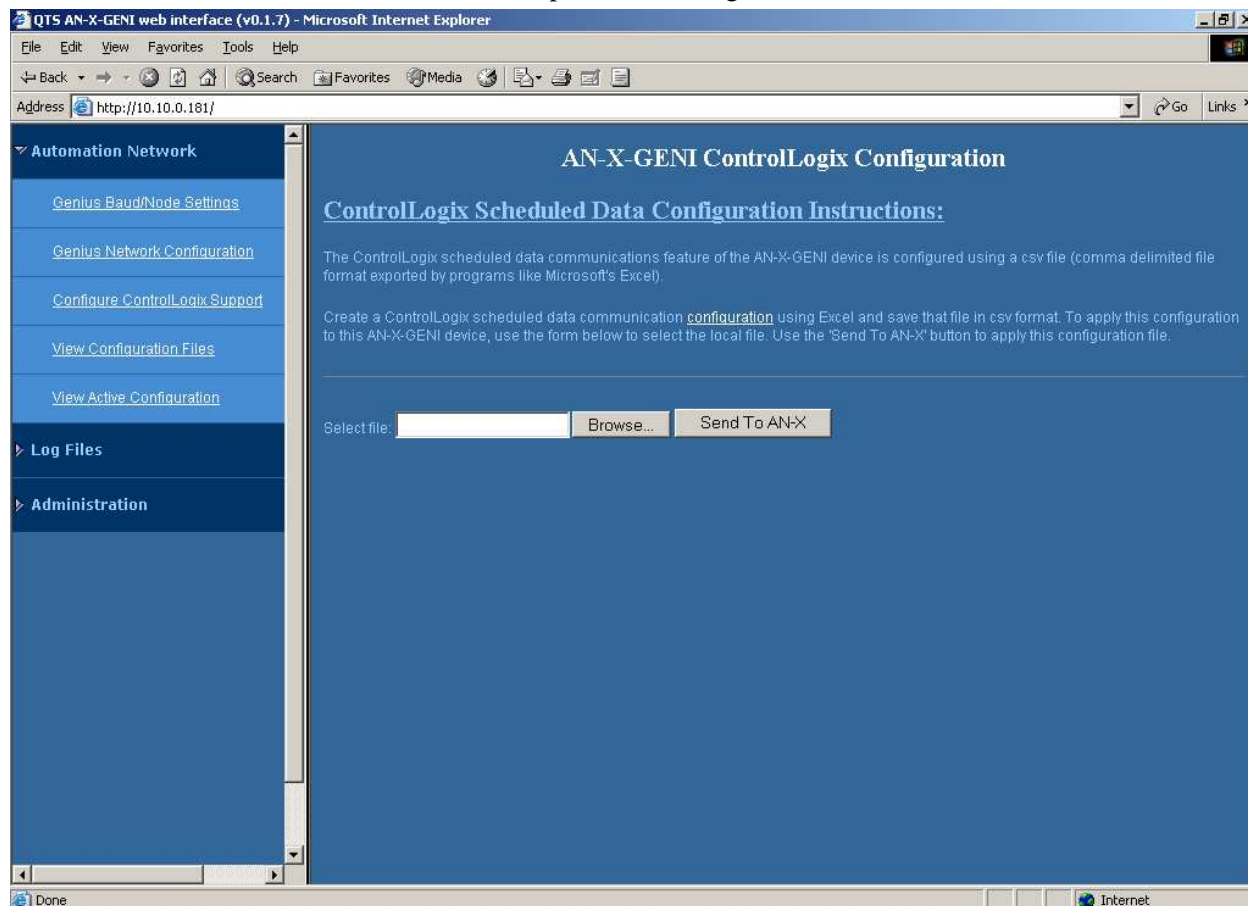 QTS AN-X-GENI web interface (v0.1.7) - Microsoft Internet Explorer
File Edit View Favorites Tools Help
Back Search Favorites Media
Address http://10.10.0.181/ Go Links
Automation Network
Genius Baud/Node Settings
Genius Network Configuration
Configure ControlLogix Support
View Configuration Files
View Active Configuration
Log Files
Administration
AN-X-GENI ControlLogix Configuration
ControlLogix Scheduled Data Configuration Instructions:
The ControlLogix scheduled data communications feature of the AN-X-GENI device is configured using a csv file (comma delimited file
format exported by programs like Microsoft's Excel).
Create a ControlLogix scheduled data communication configuration using Excel and save that file in csv format. To apply this configuration
to this AN-X-GENI device, use the form below to select the local file. Use the 'Send To AN-X' button to apply this configuration file.
Select file: Browse... Send To AN-X
Done Internet